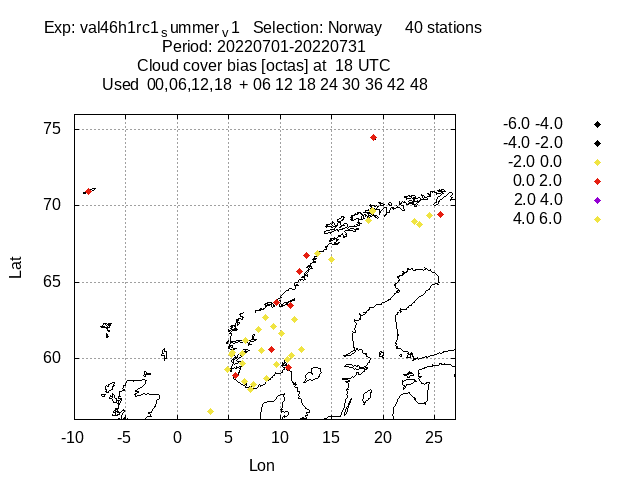 Exp: val46h1rc1ₛummerᵥ1 Selection: Norway 40 stations
Period: 20220701-20220731
Cloud cover bias [octas] at 18 UTC
Used 00,06,12,18 + 06 12 18 24 30 36 42 48
-6.0 -4.0
-4.0 -2.0
-2.0 0.0
0.0 2.0
2.0 4.0
4.0 6.0
75
70
65
60
Lat
-10 -5 0 5 10 15 20 25
Lon